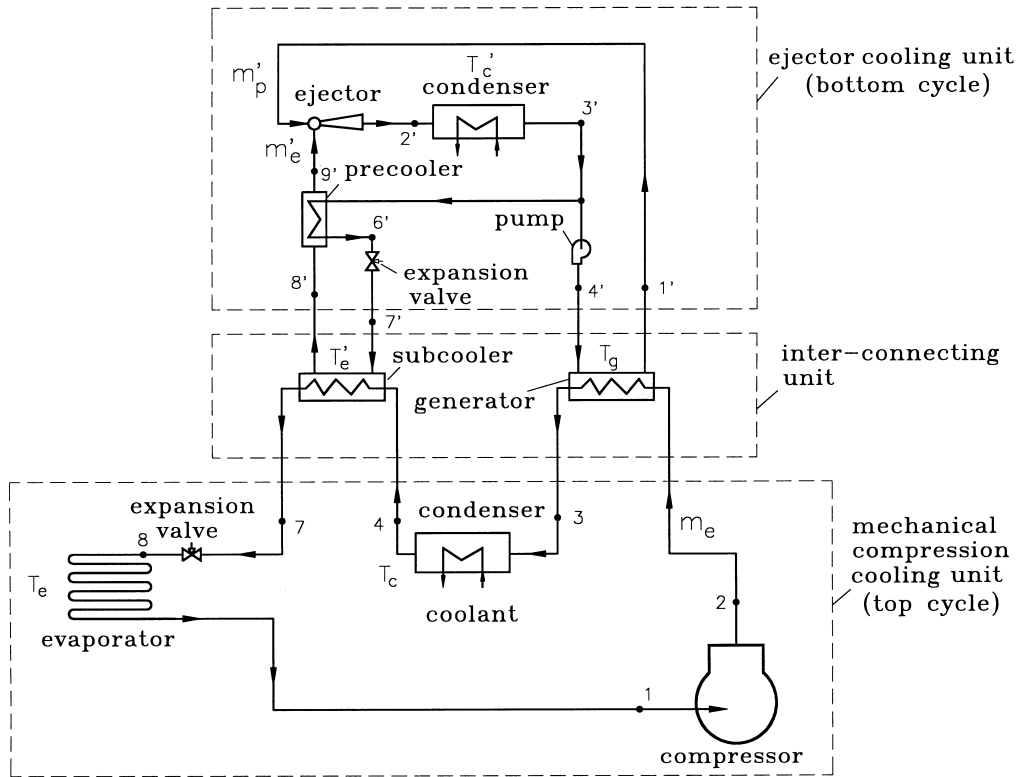 ejector cooling unit
(bottom cycle)
T'c
condenser
m'p
ejector
2'
3'
m'e
9'
precooler
6'
pump
expansion
valve
8'
4'
1'
7'
T'e
subcooler
Tg
generator
inter-connecting
unit
expansion
valve
7
4
condenser
3
me
mechanical
compression
cooling unit
(top cycle)
8
Te
Tc
coolant
2
evaporator
1
compressor